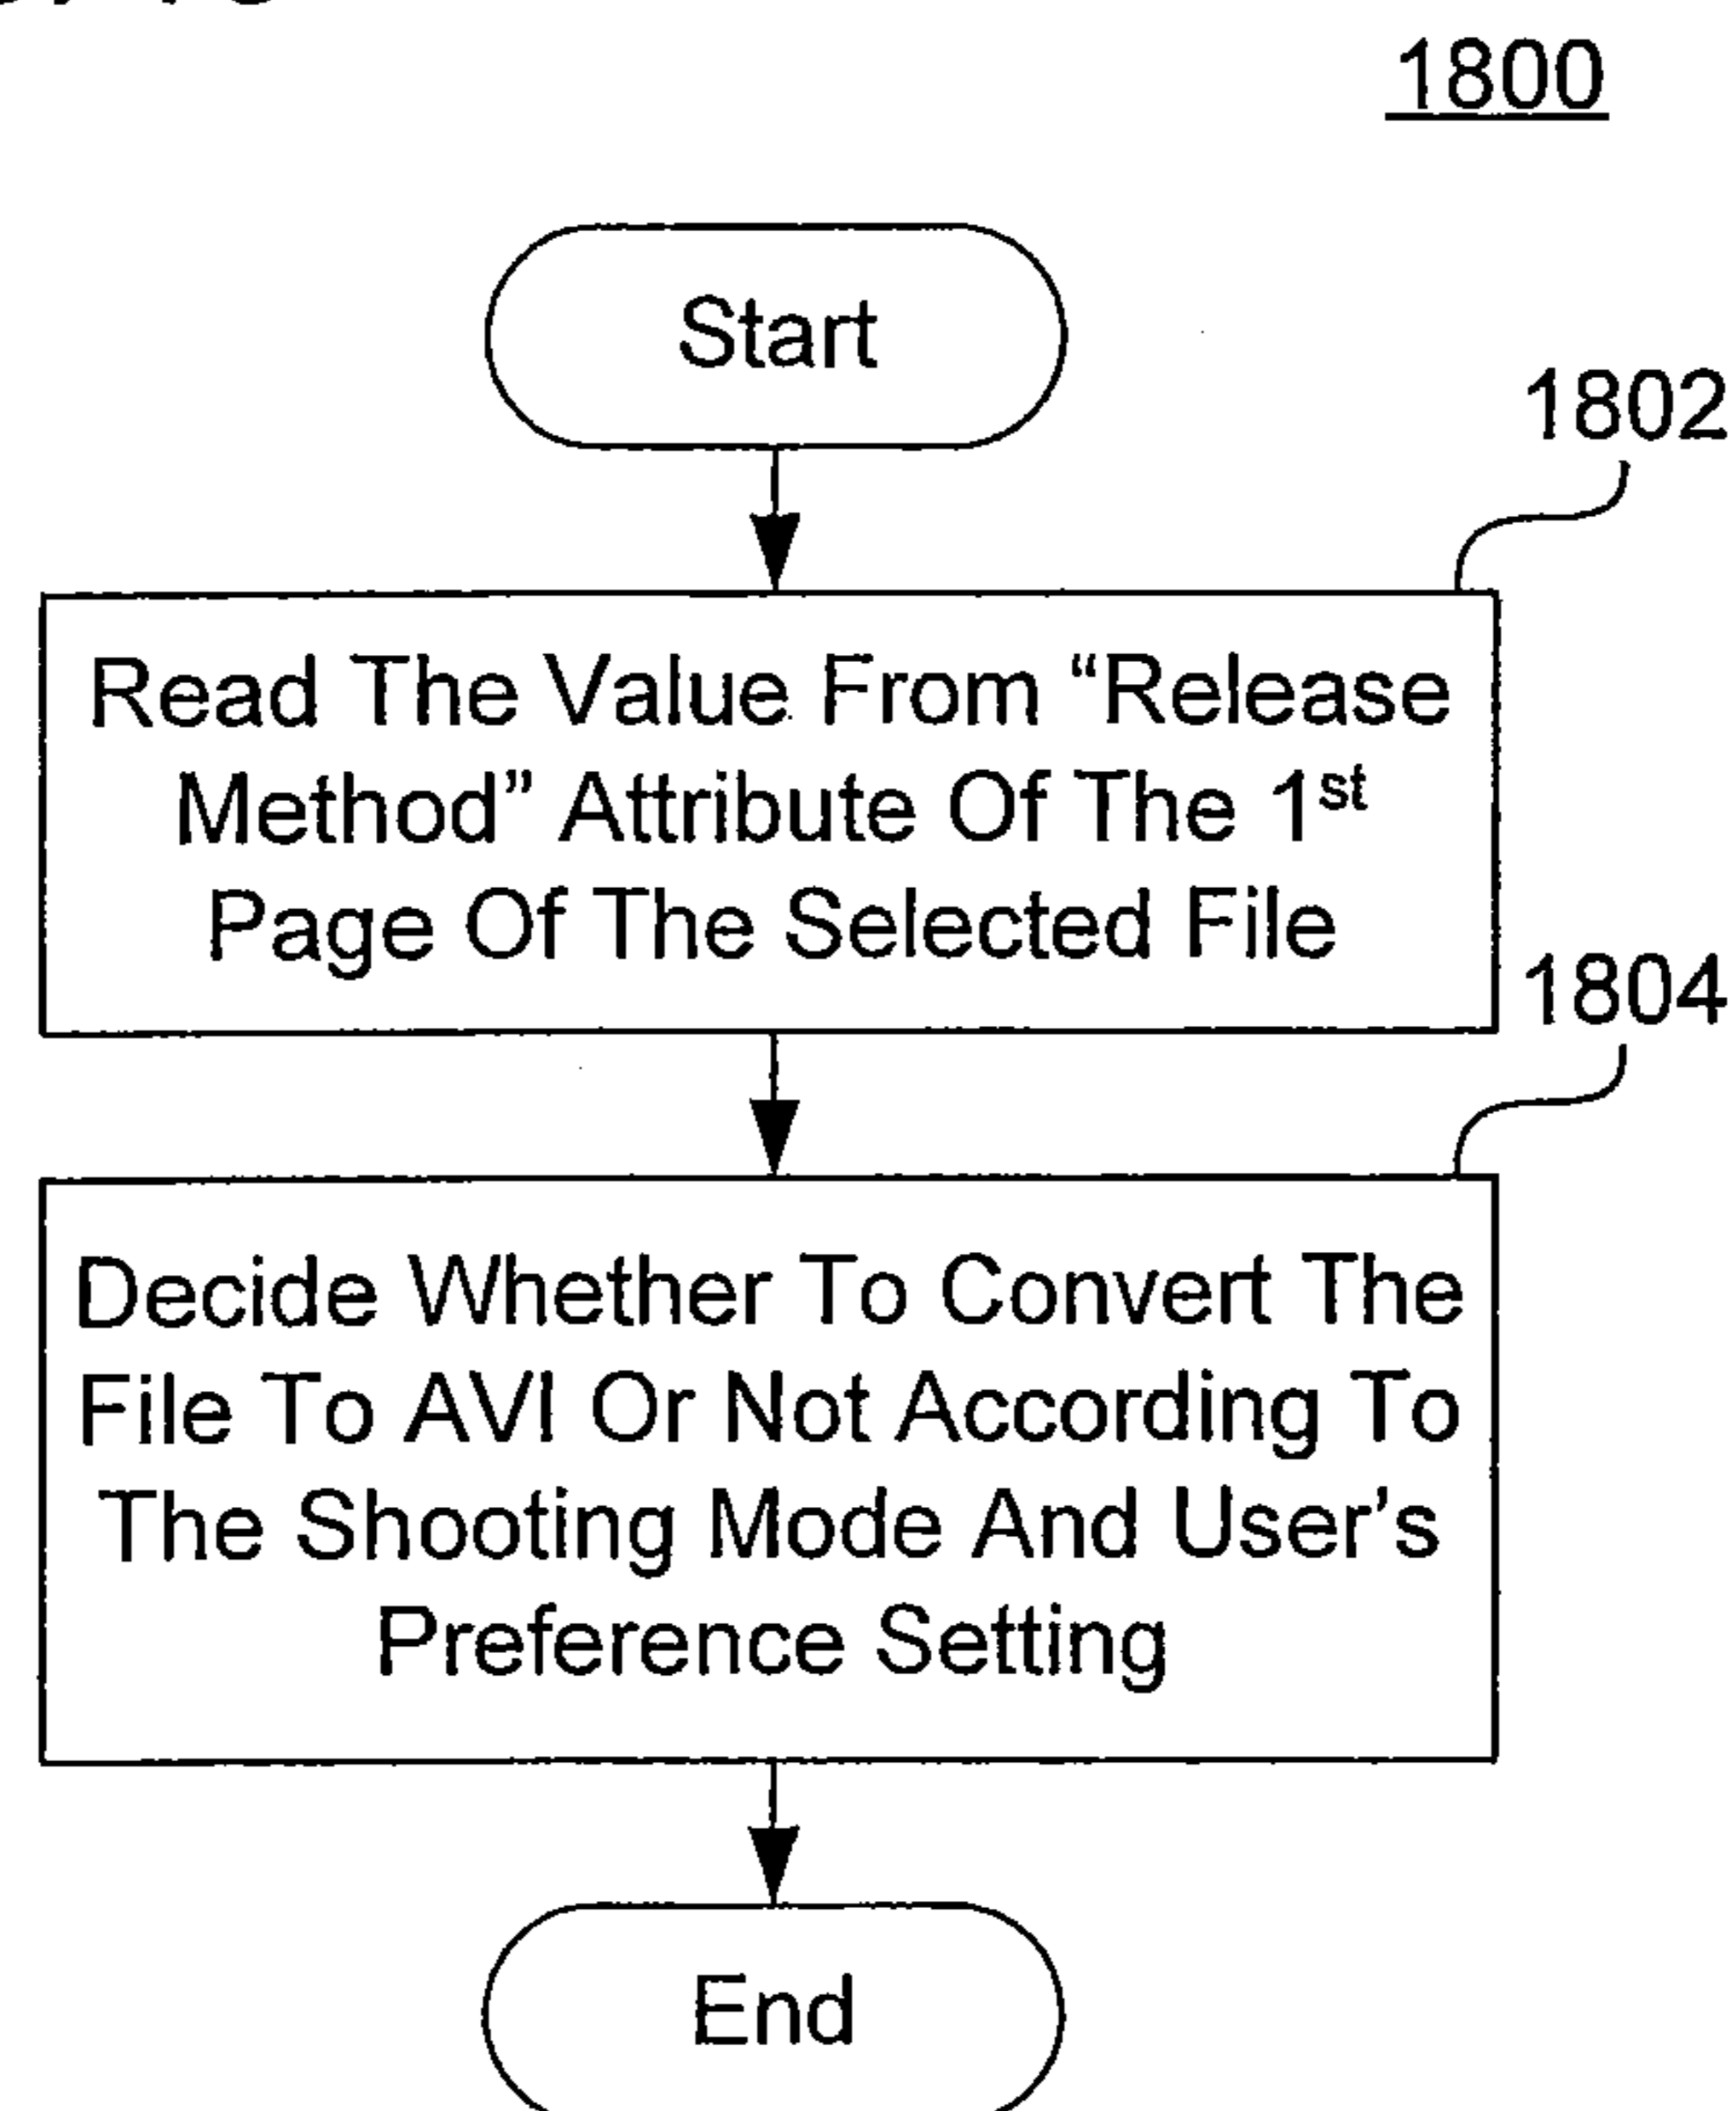 1800
Start
1802
Read The Value From “Release
Method” Attribute Of The 1st
Page Of The Selected File
1804
Decide Whether To Convert The
File To AVI Or Not According To
The Shooting Mode And User’s
Preference Setting
End